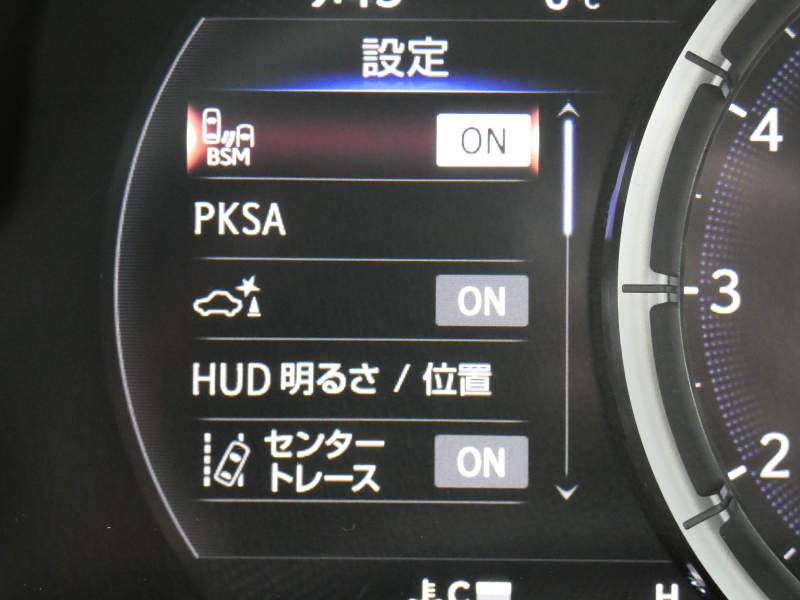 設定
BSM ON
PKSA
ON
HUD 明るさ / 位置
センター
トレース ON
4
3
2
C H